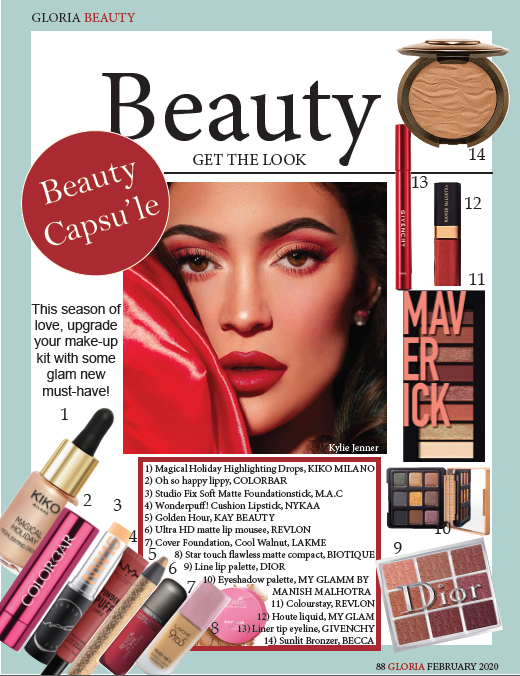 GLORIA BEAUTY
Beauty
GET THE LOOK
Beauty
Capsu'le
This season of
love, upgrade
your make-up
kit with some
glam new
must-have!
Kylie Jenner
1
2
3
4
5
6
7
8
9
10
11
12
13
14
GIVENCHY
MANISH MALHOTRA
MAV
ER
ICK
KIKO
MAGICAL
HOLIDAY
COLORBAR
NYX
Dior
1) Magical Holiday Highlighting Drops, KIKO MILANO
2) Oh so happy lippy, COLORBAR
3) Studio Fix Soft Matte Foundationstick, M.A.C
4) Wonderpuff! Cushion Lipstick, NYKAA
5) Golden Hour, KAY BEAUTY
6) Ultra HD matte lip mousse, REVLON
7) Cover Foundation, Cool Walnut, LAKME
8) Star touch flawless matte compact, BIOTIQUE
9) Line lip palette, DIOR
10) Eyeshadow palette, MY GLAMM BY
MANISH MALHOTRA
11) Colourstay, REVLON
12) Houte liquid, MY GLAM
13) Liner tip eyeline, GIVENCHY
14) Sunlit Bronzer, BECCA
88 GLORIA FEBRUARY 2020